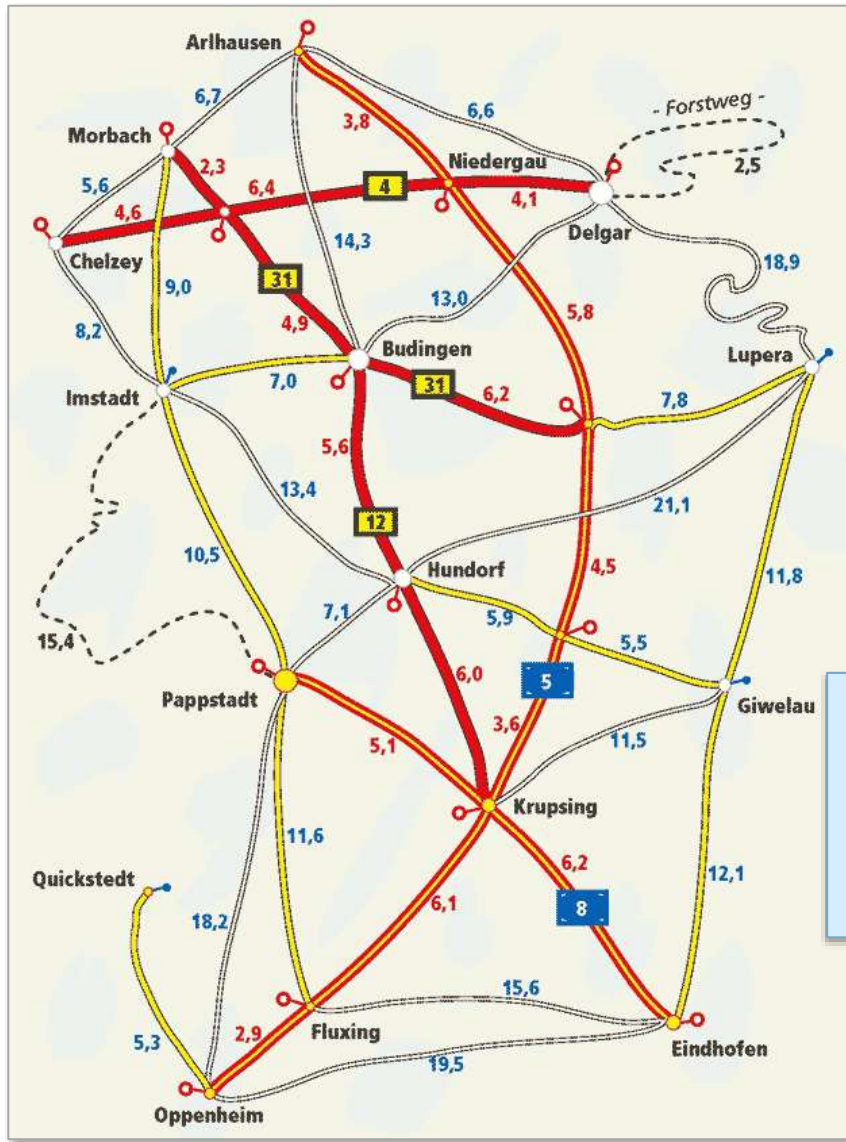 Arlhausen
6,7
3,8
6,6
- Forstweg -
2,5
Morbach
2,3
6,4
4
Niedergau
4,1
5,6
4,6
Delgar
Chelzey
14,3
18,9
9,0
31
13,0
5,8
8,2
4,9
Budingen
Lupera
7,0
31
6,2
7,8
Imstadt
5,6
13,4
12
21,1
10,5
Hundorf
4,5
11,8
15,4
7,1
5,9
5,5
6,0
5
Pappstadt
Giwelau
3,6
5,1
11,5
Krupsing
11,6
6,2
12,1
Quickstedt
6,1
8
18,2
15,6
5,3
2,9
Fluxing
Eindhofen
19,5
Oppenheim